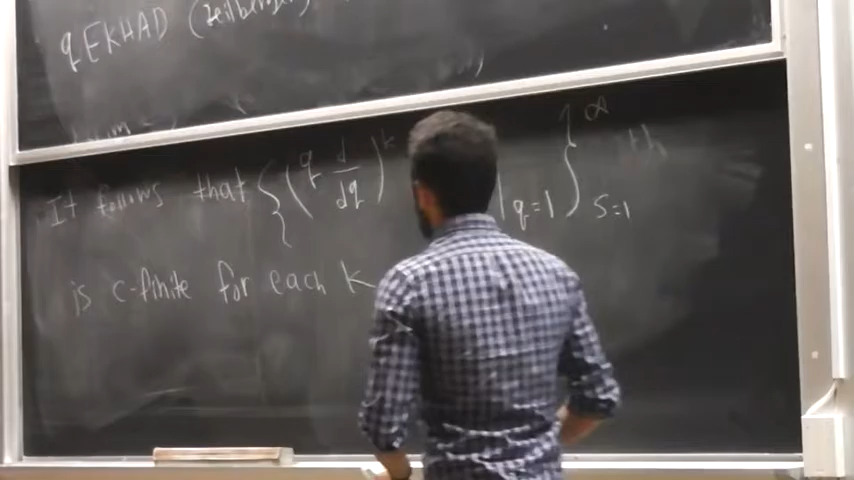 qEKHAD (Zeilberger)
It follows that {(q d/dq)^k |q=1}^∞ s=1
is c-finite for each k